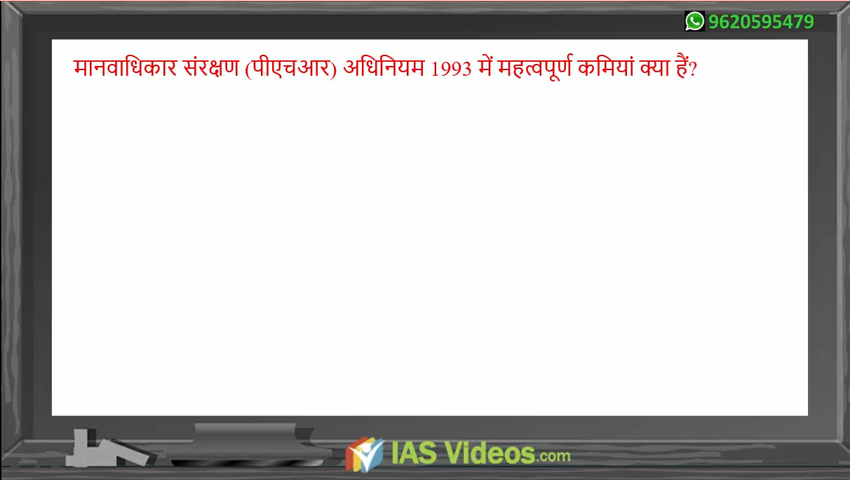 9620595479
मानवाधिकार संरक्षण (पीएचआर) अधिनियम 1993 में महत्वपूर्ण कमियां क्या हैं?
IAS Videos.com